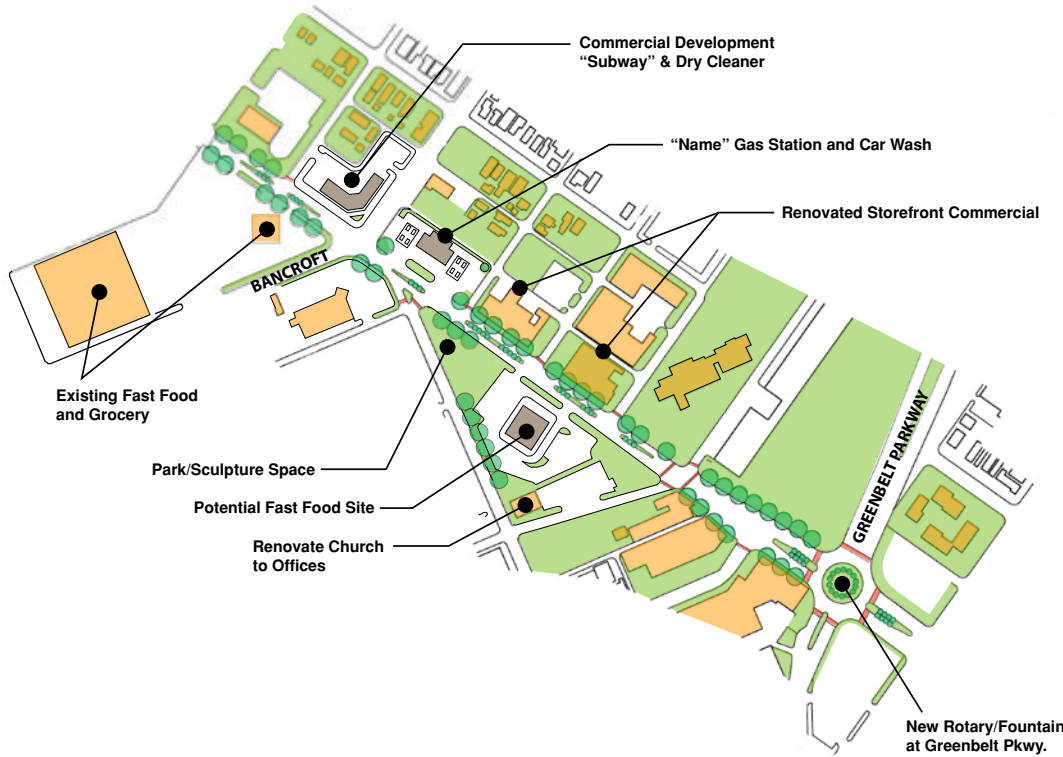 Commercial Development
“Subway” & Dry Cleaner
“Name” Gas Station and Car Wash
Renovated Storefront Commercial
BANCROFT
Existing Fast Food
and Grocery
GREENBELT PARKWAY
Park/Sculpture Space
Potential Fast Food Site
Renovate Church
to Offices
New Rotary/Fountain
at Greenbelt Pkwy.